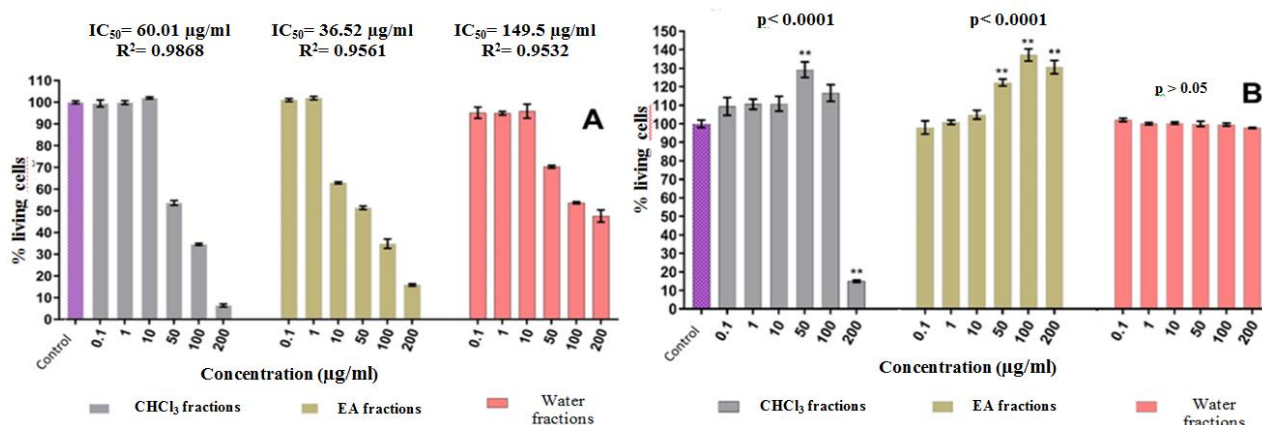 IC₅₀= 60.01 µg/ml
R²= 0.9868
IC₅₀= 36.52 µg/ml
R²= 0.9561
IC₅₀= 149.5 µg/ml
R²= 0.9532
A
% living cells
110
100
90
80
70
60
50
40
30
20
10
0
Control
0.1
1
10
50
100
200
0.1
1
10
50
100
200
0.1
1
10
50
100
200
Concentration (µg/ml)
CHCl₃ fractions
EA fractions
Water
fractions
p< 0.0001
p< 0.0001
p > 0.05
B
% living cells
150
140
130
120
110
100
90
80
70
60
50
40
30
20
10
0
**
**
**
**
**
Control
0.1
1
10
50
100
200
0.1
1
10
50
100
200
0.1
1
10
50
100
200
Concentration (µg/ml)
CHCl₃ fractions
EA fractions
Water
fractions